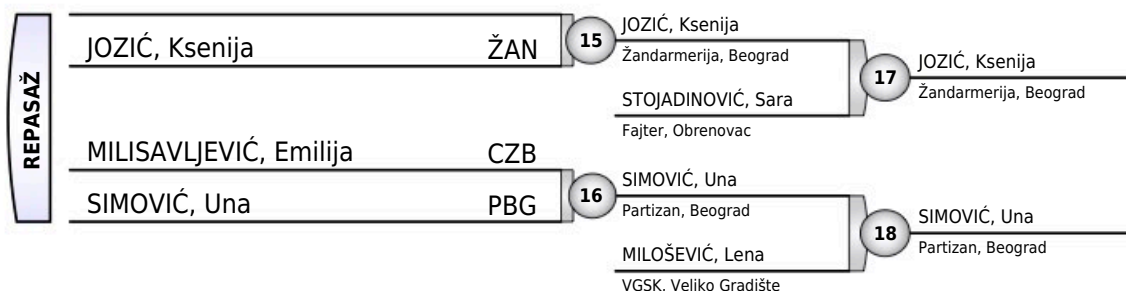 REPASAŽ
JOZIĆ, Ksenija ŽAN
MILISAVLJEVIĆ, Emilija CZB
SIMOVIĆ, Una PBG
15
JOZIĆ, Ksenija
Žandarmerija, Beograd
STOJADINOVIĆ, Sara
Fajter, Obrenovac
16
SIMOVIĆ, Una
Partizan, Beograd
MILOŠEVIĆ, Lena
VGSK, Veliko Gradište
17
JOZIĆ, Ksenija
Žandarmerija, Beograd
18
SIMOVIĆ, Una
Partizan, Beograd